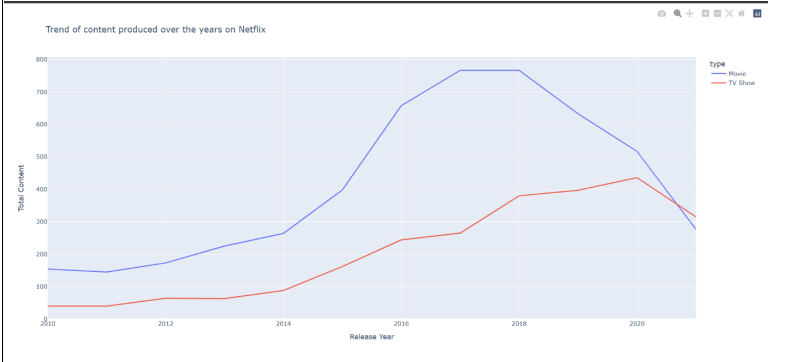 Trend of content produced over the years on Netflix
type
Movie
TV Show
Total Content
800
700
600
500
400
300
200
100
0
2010
2012
2014
2016
2018
2020
Release Year